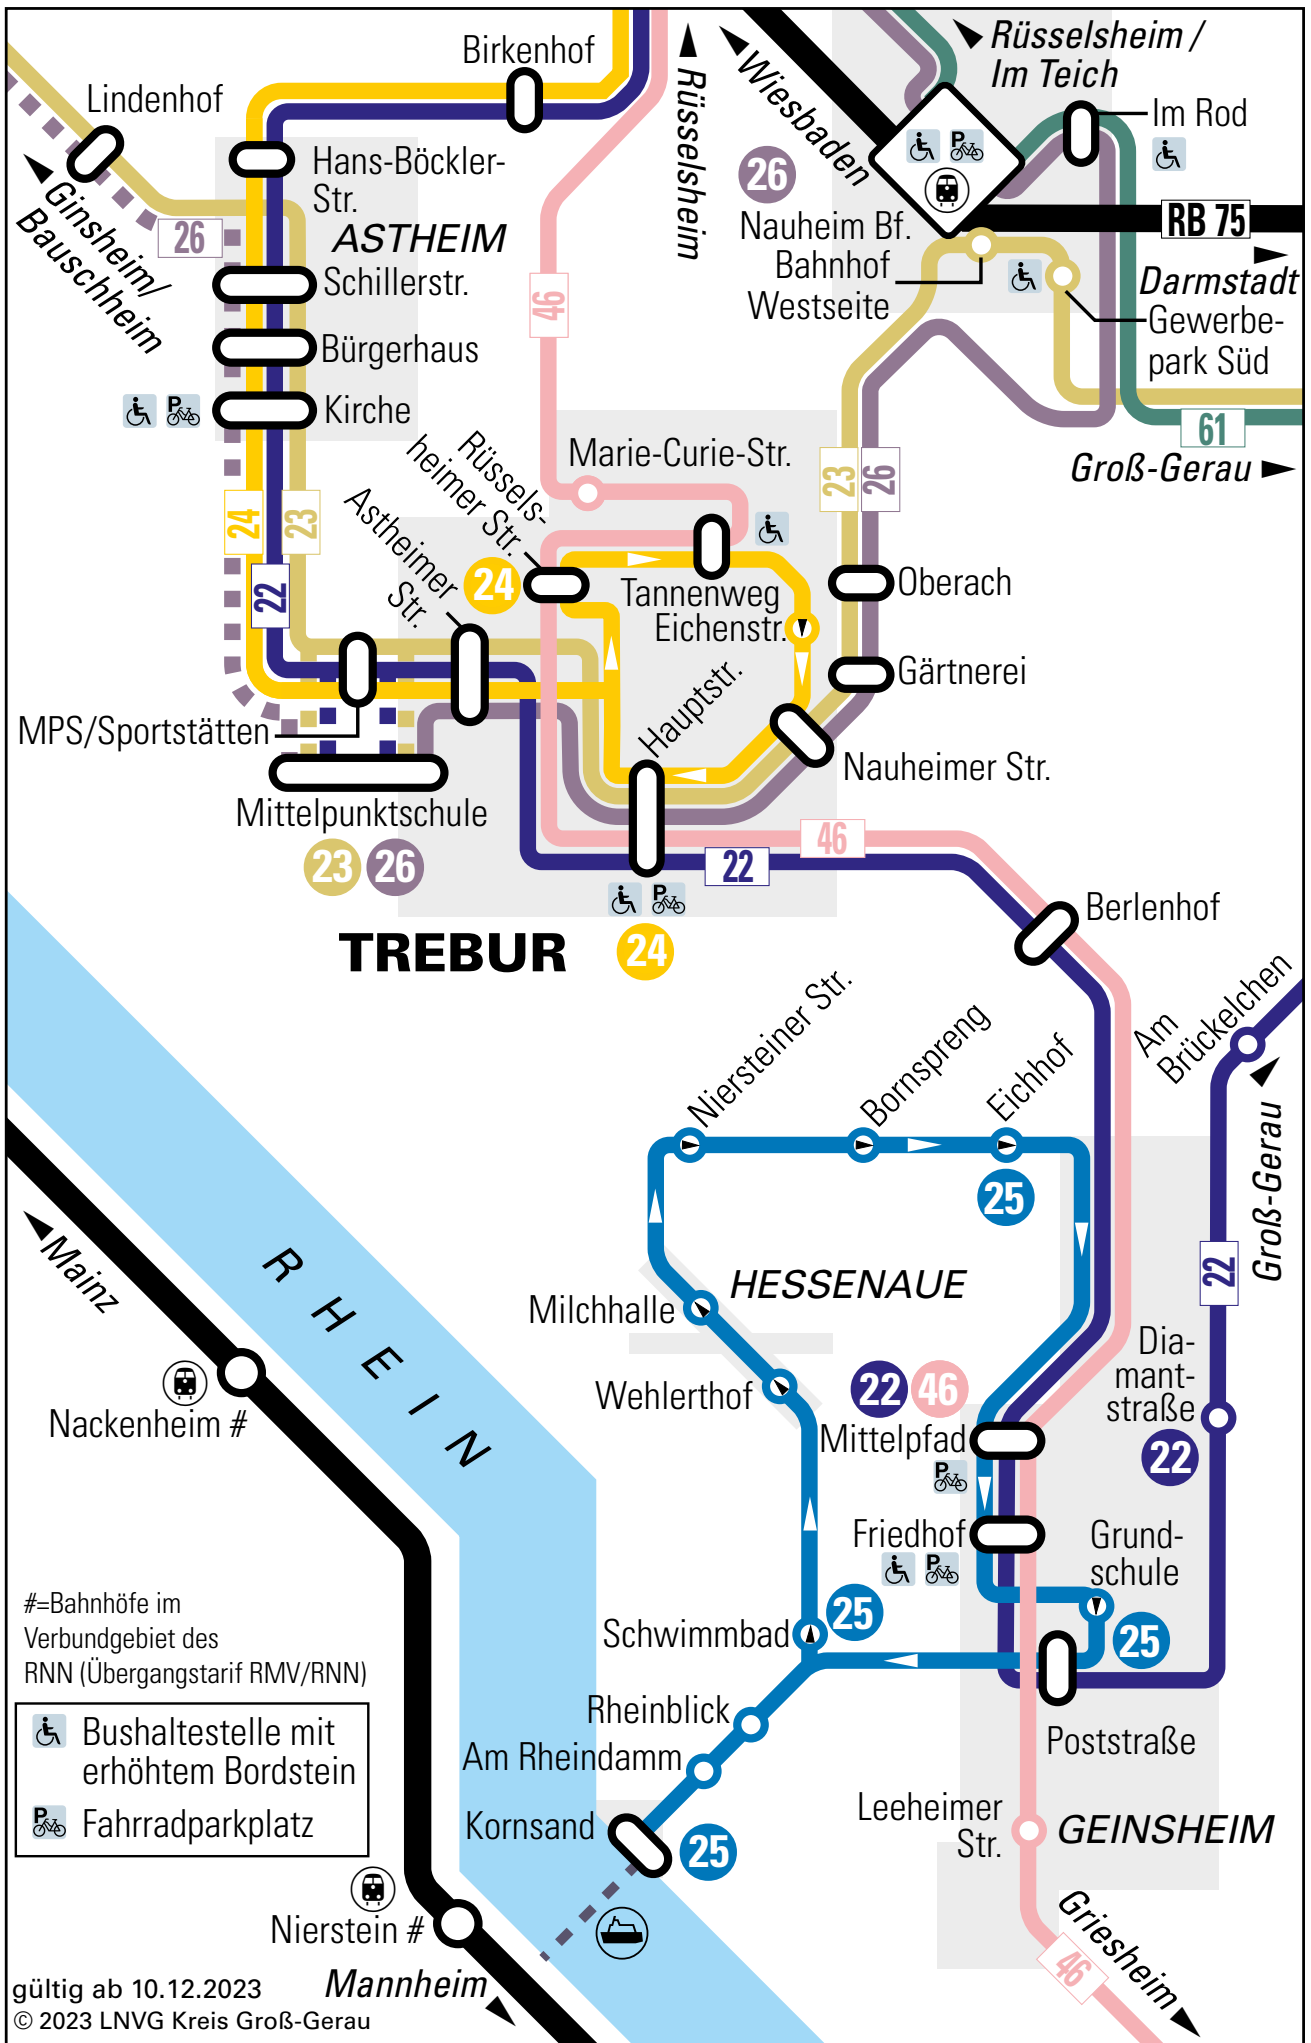 Birkenhof
Lindenhof
Rüsselsheim
Wiesbaden
Rüsselsheim /
Im Teich
Im Rod
Hans-Böckler-
Str.
ASTHEIM
Ginsheim/
Bauschheim
26
26
Nauheim Bf.
Bahnhof
Westseite
RB 75
Darmstadt
Gewerbe-
park Süd
Schillerstr.
Bürgerhaus
P
Kirche
46
61
Groß-Gerau
Rüssels-
heimer Str.
Marie-Curie-Str.
23
26
24
23
22
Astheimer
Str.
24
Tannenweg
Eichenstr.
Oberach
Gärtnerei
Hauptstr.
Nauheimer Str.
MPS/Sportstätten
Mittelpunktschule
23
26
46
22
P
P
24
TREBUR
Berlenhof
Am
Brückelchen
Groß-Gerau
22
Niersteiner Str.
Bornspreng
Eichhof
25
HESSENAUE
Milchhalle
Wehlerthof
22
46
Mittelpfad
P
Dia-
mant-
straße
22
Friedhof
P
Grund-
schule
25
Schwimmbad
25
Rheinblick
Am Rheindamm
Kornsand
25
Poststraße
Leeheimer
Str.
GEINSHEIM
Griesheim
46
Mainz
RHEIN
Nackenheim #
#=Bahnhöfe im
Verbundgebiet des
RNN (Übergangstarif RMV/RNN)
Bushaltestelle mit
erhöhtem Bordstein
P
Fahrradparkplatz
Nierstein #
Mannheim
gültig ab 10.12.2023
© 2023 LNVG Kreis Groß-Gerau